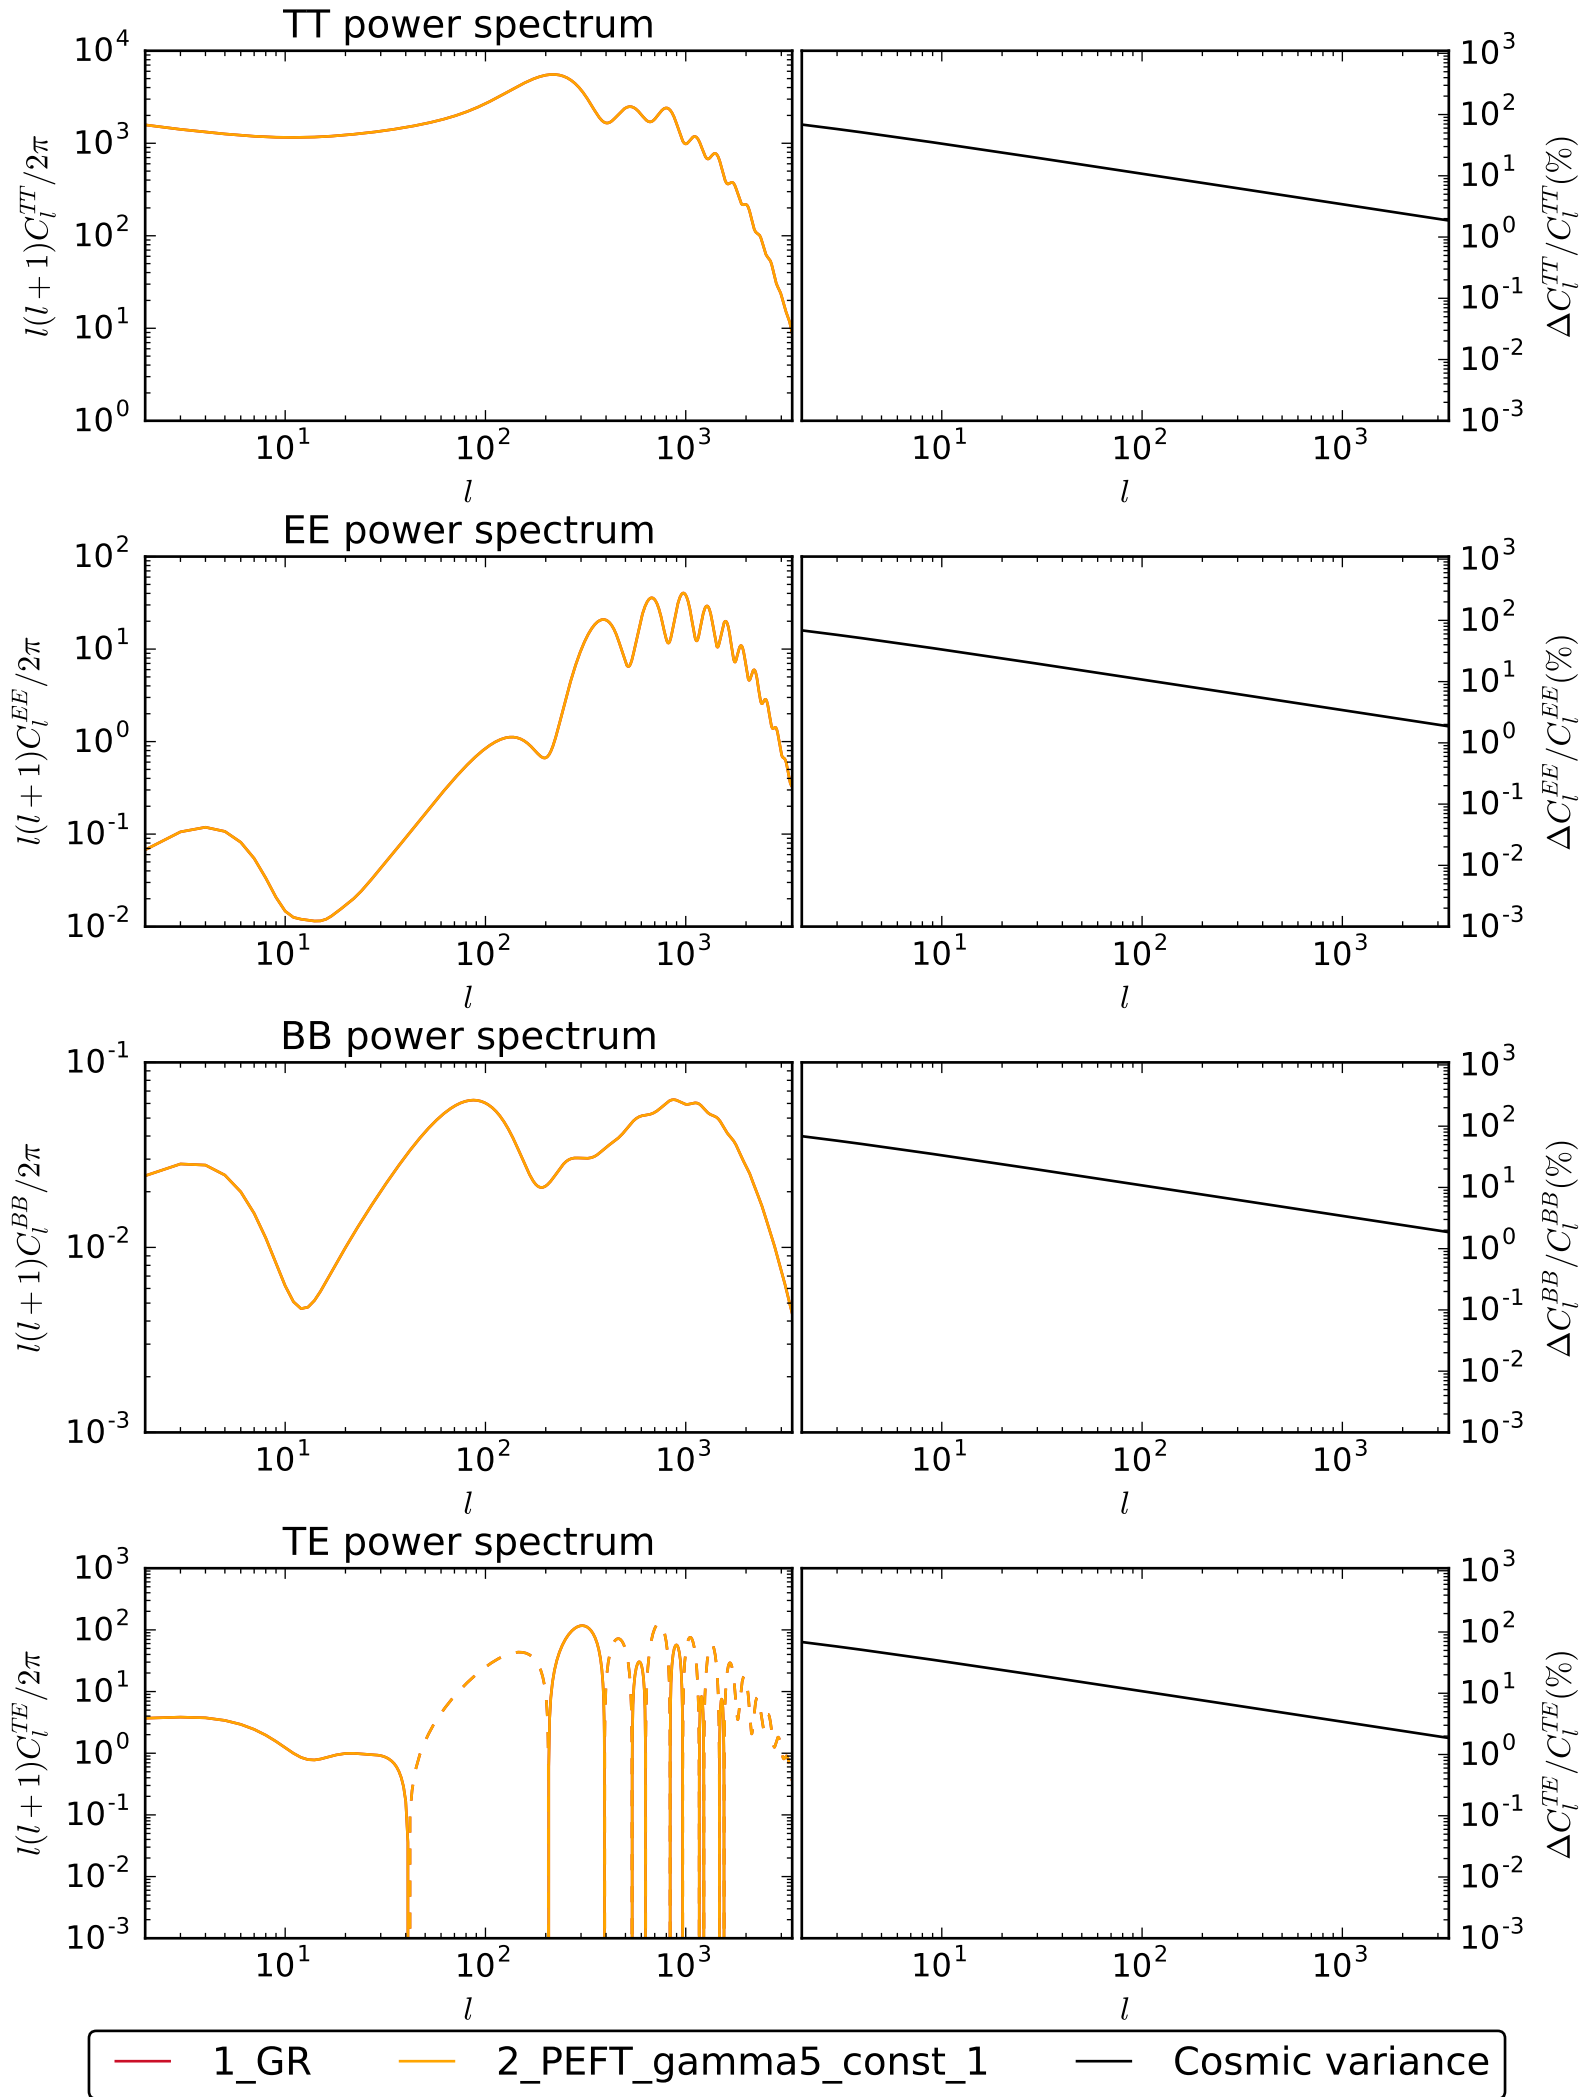 TT power spectrum
10^4
10^3
10^2
10^1
10^0
l(l + 1)C_l^{TT}/2π
10^1 10^2 10^3
l
10^3
10^2
10^1
10^0
10^-1
10^-2
10^-3
ΔC_l^{TT}/C_l^{TT}(%)
10^1 10^2 10^3
l
EE power spectrum
10^2
10^1
10^0
10^-1
10^-2
l(l + 1)C_l^{EE}/2π
10^1 10^2 10^3
l
10^3
10^2
10^1
10^0
10^-1
10^-2
10^-3
ΔC_l^{EE}/C_l^{EE}(%)
10^1 10^2 10^3
l
BB power spectrum
10^-1
10^-2
10^-3
l(l + 1)C_l^{BB}/2π
10^1 10^2 10^3
l
10^3
10^2
10^1
10^0
10^-1
10^-2
10^-3
ΔC_l^{BB}/C_l^{BB}(%)
10^1 10^2 10^3
l
TE power spectrum
10^3
10^2
10^1
10^0
10^-1
10^-2
10^-3
l(l + 1)C_l^{TE}/2π
10^1 10^2 10^3
l
10^3
10^2
10^1
10^0
10^-1
10^-2
10^-3
ΔC_l^{TE}/C_l^{TE}(%)
10^1 10^2 10^3
l
1_GR 2_PEFT_gamma5_const_1 Cosmic variance